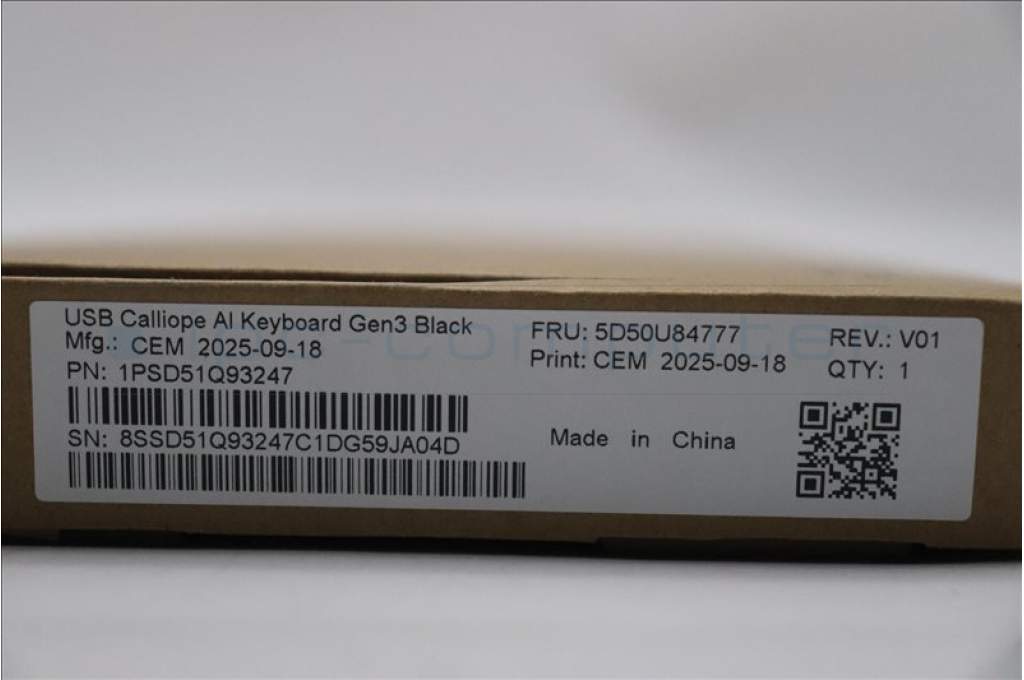 USB Calliope AI Keyboard Gen3 Black
Mfg.: CEM 2025-09-18
PN: 1PSD51Q93247
SN: 8SSD51Q93247C1DG59JA04D
FRU: 5D50U84777
Print: CEM 2025-09-18
Made in China
REV.: V01
QTY: 1